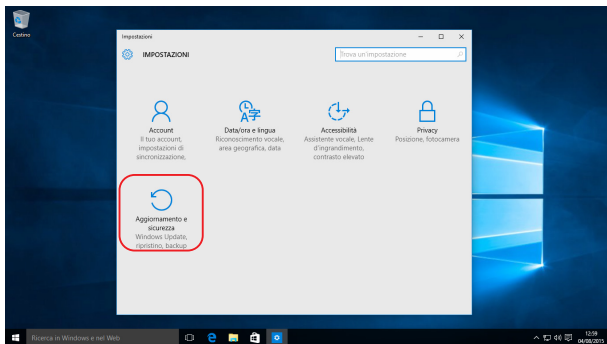 Cestino
Impostazioni
IMPOSTAZIONI
Trova un'impostazione
Account
Il tuo account,
impostazioni di
sincronizzazione,
Data/ora e lingua
Riconoscimento vocale,
area geografica, data
Accessibilità
Assistente vocale, Lente
d'ingrandimento,
contrasto elevato
Privacy
Posizione, fotocamera
Aggiornamento e
sicurezza
Windows Update,
ripristino, backup
Ricerca in Windows e nel Web
12:59
04/08/2015